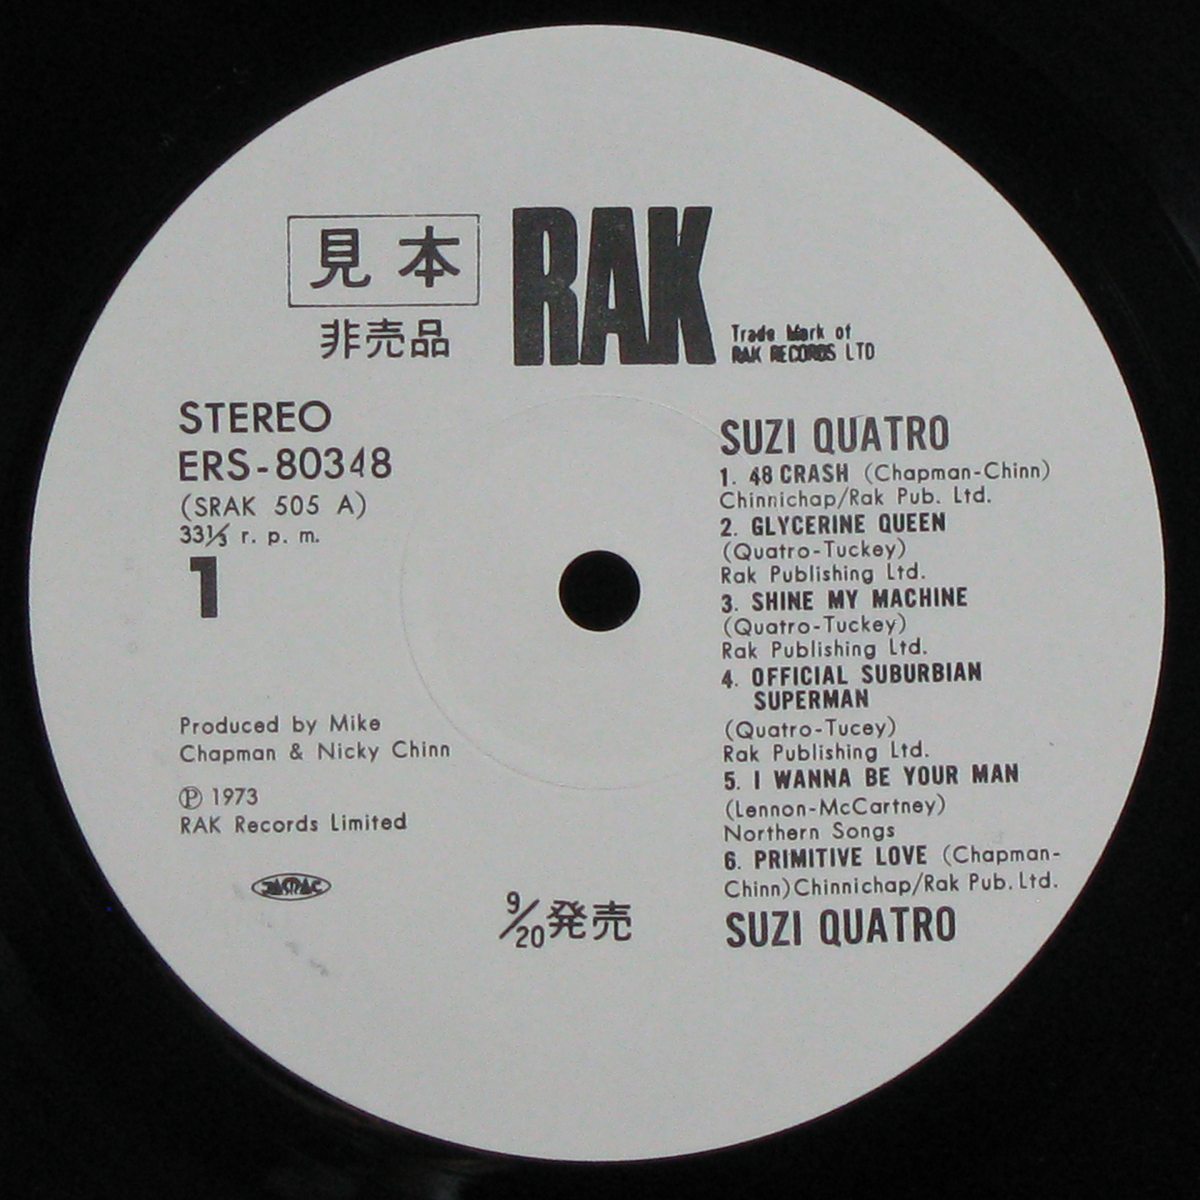 見本
非売品
RAK
Trade Mark of
RAK RECORDS LTD
STEREO
ERS-80348
(SRAK 505 A)
33⅓ r. p. m.
1
Produced by Mike
Chapman & Nicky Chinn
Ⓟ 1973
RAK Records Limited
JASRAC
9/20発売
SUZI QUATRO
1. 48 CRASH (Chapman-Chinn)
Chinnichap/Rak Pub. Ltd.
2. GLYCERINE QUEEN
(Quatro-Tuckey)
Rak Publishing Ltd.
3. SHINE MY MACHINE
(Quatro-Tuckey)
Rak Publishing Ltd.
4. OFFICIAL SUBURBIAN
SUPERMAN
(Quatro-Tucey)
Rak Publishing Ltd.
5. I WANNA BE YOUR MAN
(Lennon-McCartney)
Northern Songs
6. PRIMITIVE LOVE (Chapman-
Chinn)Chinnichap/Rak Pub. Ltd.
SUZI QUATRO